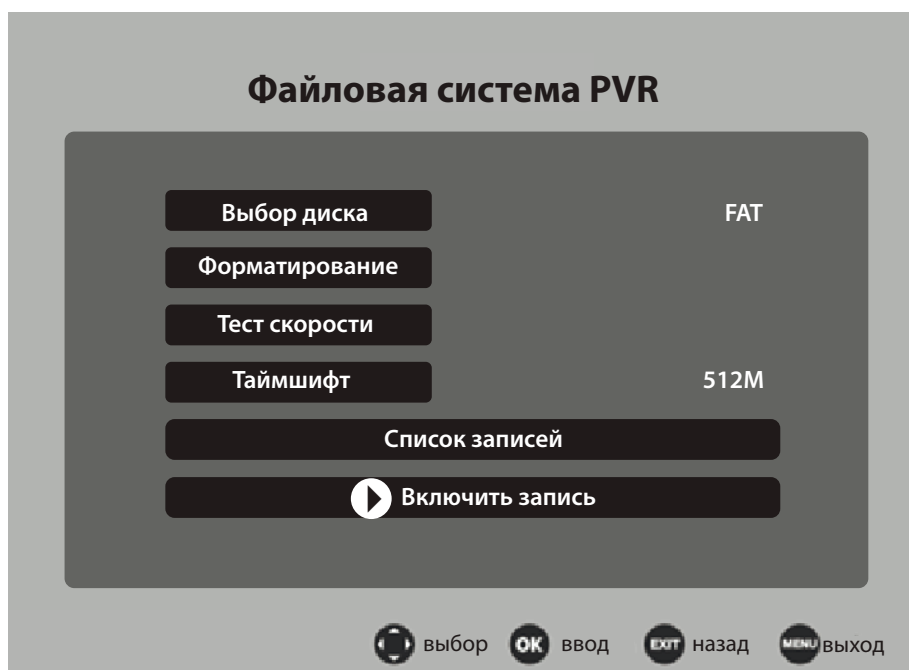 Файловая система PVR
Выбор диска FAT
Форматирование
Тест скорости
Таймшифт 512M
Список записей
Включить запись
выбор OK ввод EXIT назад MENU выход